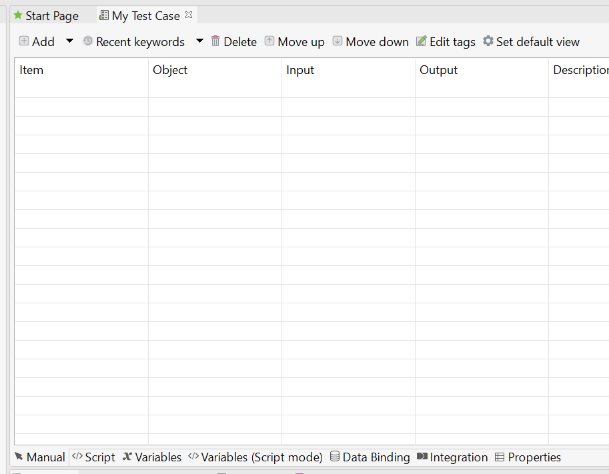 Start Page My Test Case
Add Recent keywords Delete Move up Move down Edit tags Set default view
Item Object Input Output Description
Manual Script Variables Variables (Script mode) Data Binding Integration Properties